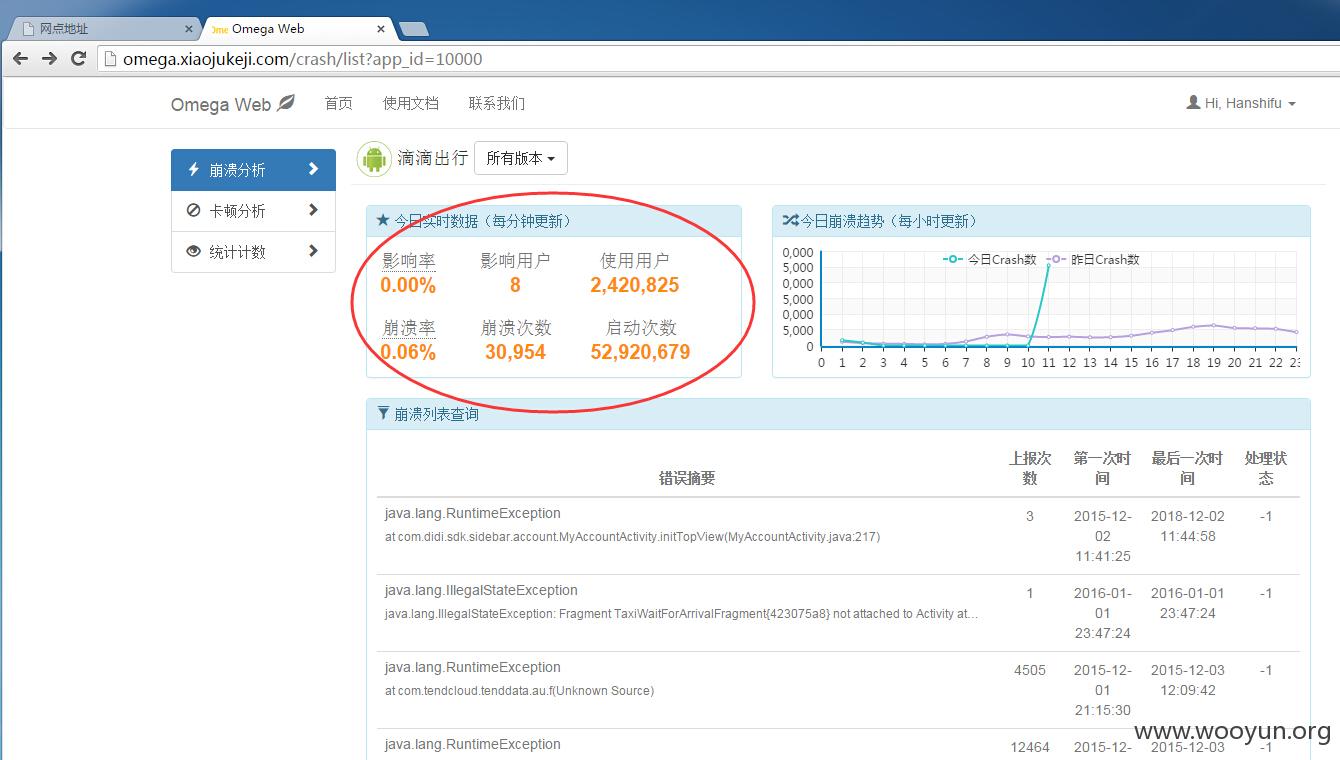 网点地址
Ome Omega Web
omega.xiaojukeji.com/crash/list?app_id=10000
Omega Web 首页 使用文档 联系我们 Hi, Hanshifu
崩溃分析
卡顿分析
统计计数
滴滴出行 所有版本
今日实时数据（每分钟更新）
影响率 影响用户 使用用户
0.00% 8 2,420,825
崩溃率 崩溃次数 启动次数
0.06% 30,954 52,920,679
今日崩溃趋势（每小时更新）
今日Crash数 昨日Crash数
0,000
5,000
0,000
5,000
0,000
5,000
0
0 1 2 3 4 5 6 7 8 9 10 11 12 13 14 15 16 17 18 19 20 21 22 23
崩溃列表查询
错误摘要 上报次数 第一次时间 最后一次时间 处理状态
java.lang.RuntimeException
at com.didi.sdk.sidebar.account.MyAccountActivity.initTopView(MyAccountActivity.java:217)
3 2015-12-02 11:41:25 2018-12-02 11:44:58 -1
java.lang.IllegalStateException
java.lang.IllegalStateException: Fragment TaxiWaitForArrivalFragment{423075a8} not attached to Activity at...
1 2016-01-01 23:47:24 2016-01-01 23:47:24 -1
java.lang.RuntimeException
at com.tendcloud.tenddata.au.f(Unknown Source)
4505 2015-12-01 21:15:30 2015-12-03 12:09:42 -1
java.lang.RuntimeException
12464 2015-12- 2015-12-03 -1
www.wooyun.org